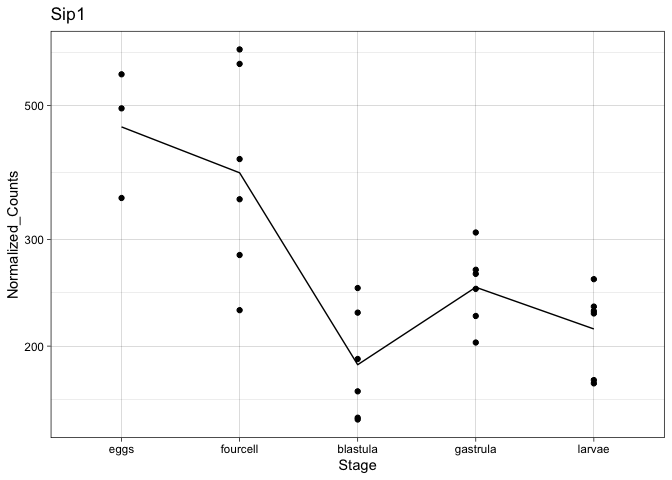 Sip1
Normalized_Counts
500
300
200
eggs fourcell blastula gastrula larvae
Stage